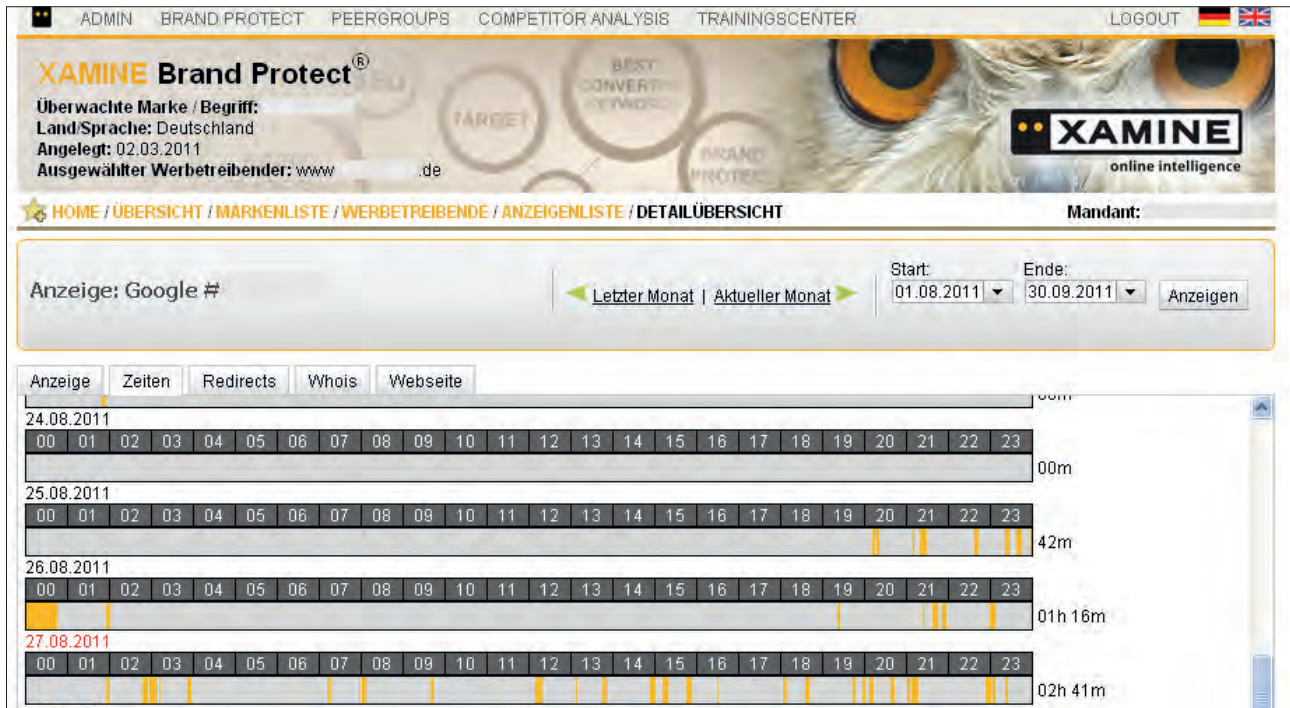 ADMIN BRAND PROTECT PEERGROUPS COMPETITOR ANALYSIS TRAININGSCENTER LOGOUT
XAMINE Brand Protect®
Überwachte Marke / Begriff:
Land/Sprache: Deutschland
Angelegt: 02.03.2011
Ausgewählter Werbetreibender: www .de
TARGET
BEST
CONVERT
KEYWORD
BRAND
PROTEC
XAMINE
online intelligence
HOME / ÜBERSICHT / MARKENLISTE / WERBETREIBENDE / ANZEIGENLISTE / DETAILÜBERSICHT Mandant:
Anzeige: Google #
Letzter Monat | Aktueller Monat
Start: Ende:
01.08.2011 30.09.2011 Anzeigen
Anzeige Zeiten Redirects Whois Webseite
24.08.2011
00 01 02 03 04 05 06 07 08 09 10 11 12 13 14 15 16 17 18 19 20 21 22 23
00m
25.08.2011
00 01 02 03 04 05 06 07 08 09 10 11 12 13 14 15 16 17 18 19 20 21 22 23
42m
26.08.2011
00 01 02 03 04 05 06 07 08 09 10 11 12 13 14 15 16 17 18 19 20 21 22 23
01h 16m
27.08.2011
00 01 02 03 04 05 06 07 08 09 10 11 12 13 14 15 16 17 18 19 20 21 22 23
02h 41m